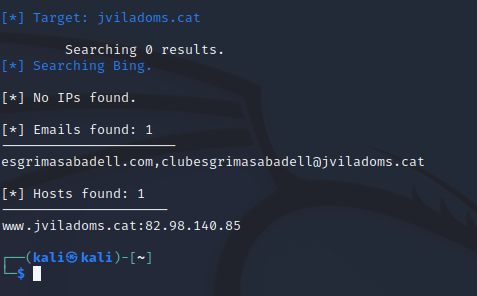 [*] Target: jviladoms.cat
Searching 0 results.
[*] Searching Bing.
[*] No IPs found.
[*] Emails found: 1
----------------------
esgrimasabadell.com,clubesgrimasabadell@jviladoms.cat
[*] Hosts found: 1
---------------------
www.jviladoms.cat:82.98.140.85
┌──(kali㉿kali)-[~]
└─$